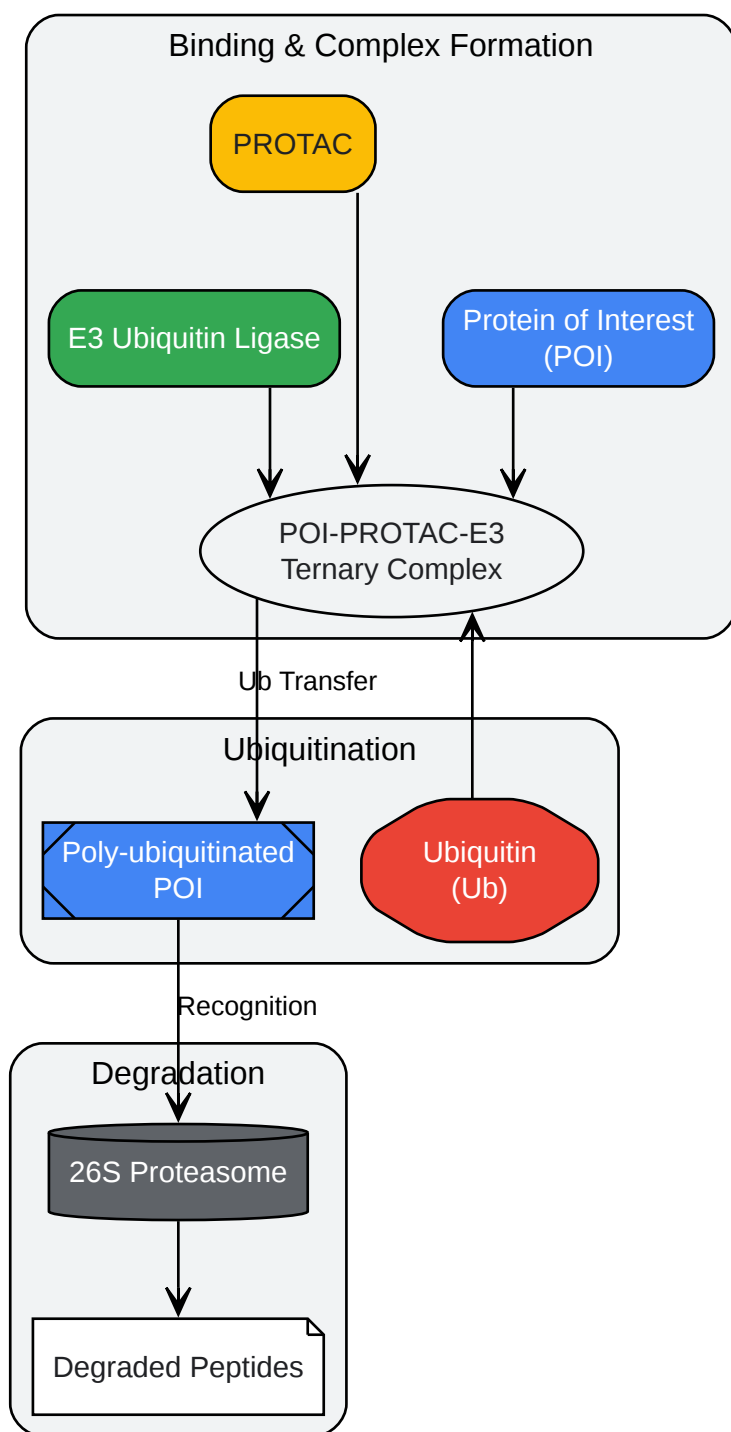 Binding & Complex Formation
PROTAC
E3 Ubiquitin Ligase
Protein of Interest
(POI)
POI-PROTAC-E3
Ternary Complex
Ub Transfer
Ubiquitination
Poly-ubiquitinated
POI
Ubiquitin
(Ub)
Recognition
Degradation
26S Proteasome
Degraded Peptides